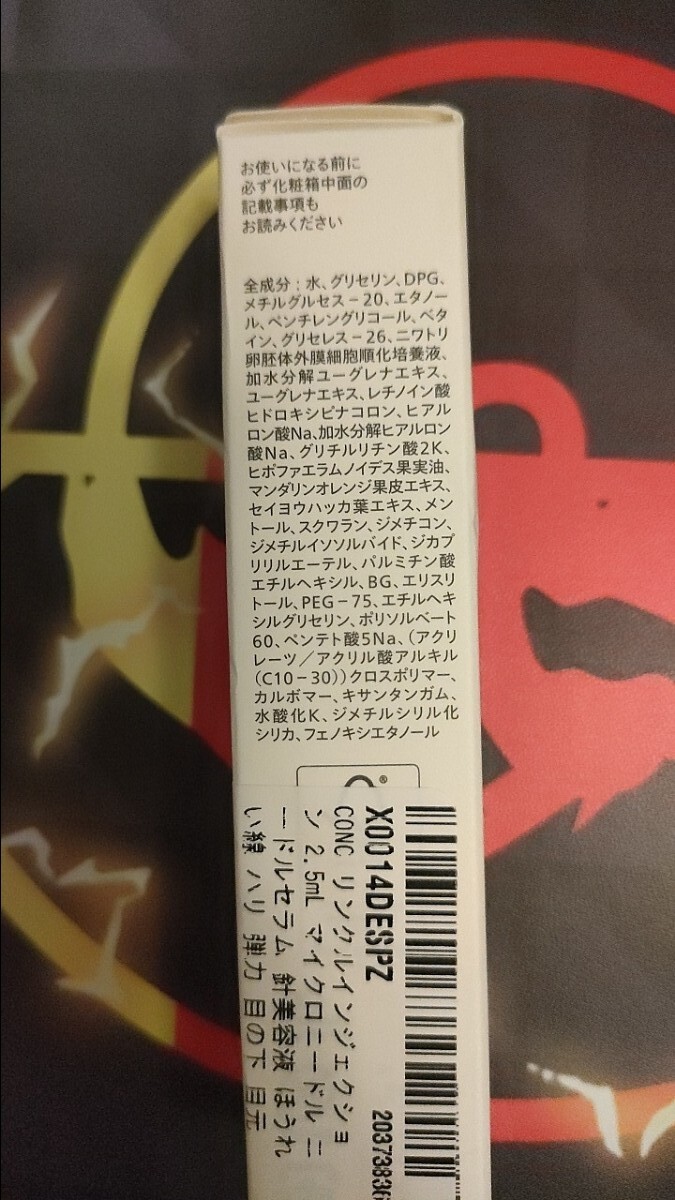 お使いになる前に
必ず化粧箱中面の
記載事項も
お読みください
全成分：水、グリセリン、DPG、
メチルグルセス−20、エタノー
ル、ペンチレングリコール、ベタ
イン、グリセレス−26、ニワトリ
卵胚体外膜細胞順化培養液、
加水分解ユーグレナエキス、
ユーグレナエキス、レチノイン酸
ヒドロキシピナコロン、ヒアル
ロン酸Na、加水分解ヒアルロン
酸Na、グリチルリチン酸2K、
ヒポファエラムノイデス果実油、
マンダリンオレンジ果皮エキス、
セイヨウハッカ葉エキス、メン
トール、スクワラン、ジメチコン、
ジメチルイソソルバイド、ジカプ
リリルエーテル、パルミチン酸
エチルヘキシル、BG、エリスリ
トール、PEG−75、エチルヘキ
シルグリセリン、ポリソルベート
60、ペンテト酸5Na、（アクリ
レーツ／アクリル酸アルキル
（C10−30））クロスポリマー、
カルボマー、キサンタンガム、
水酸化K、ジメチルシリル化
シリカ、フェノキシエタノール
X0014DESPZ
CONC リンクルインジェクショ
ン 2.5mL マイクロニードル ニ
ードルセラム 針美容液 ほうれ
い線 ハリ 弾力 目の下 目元